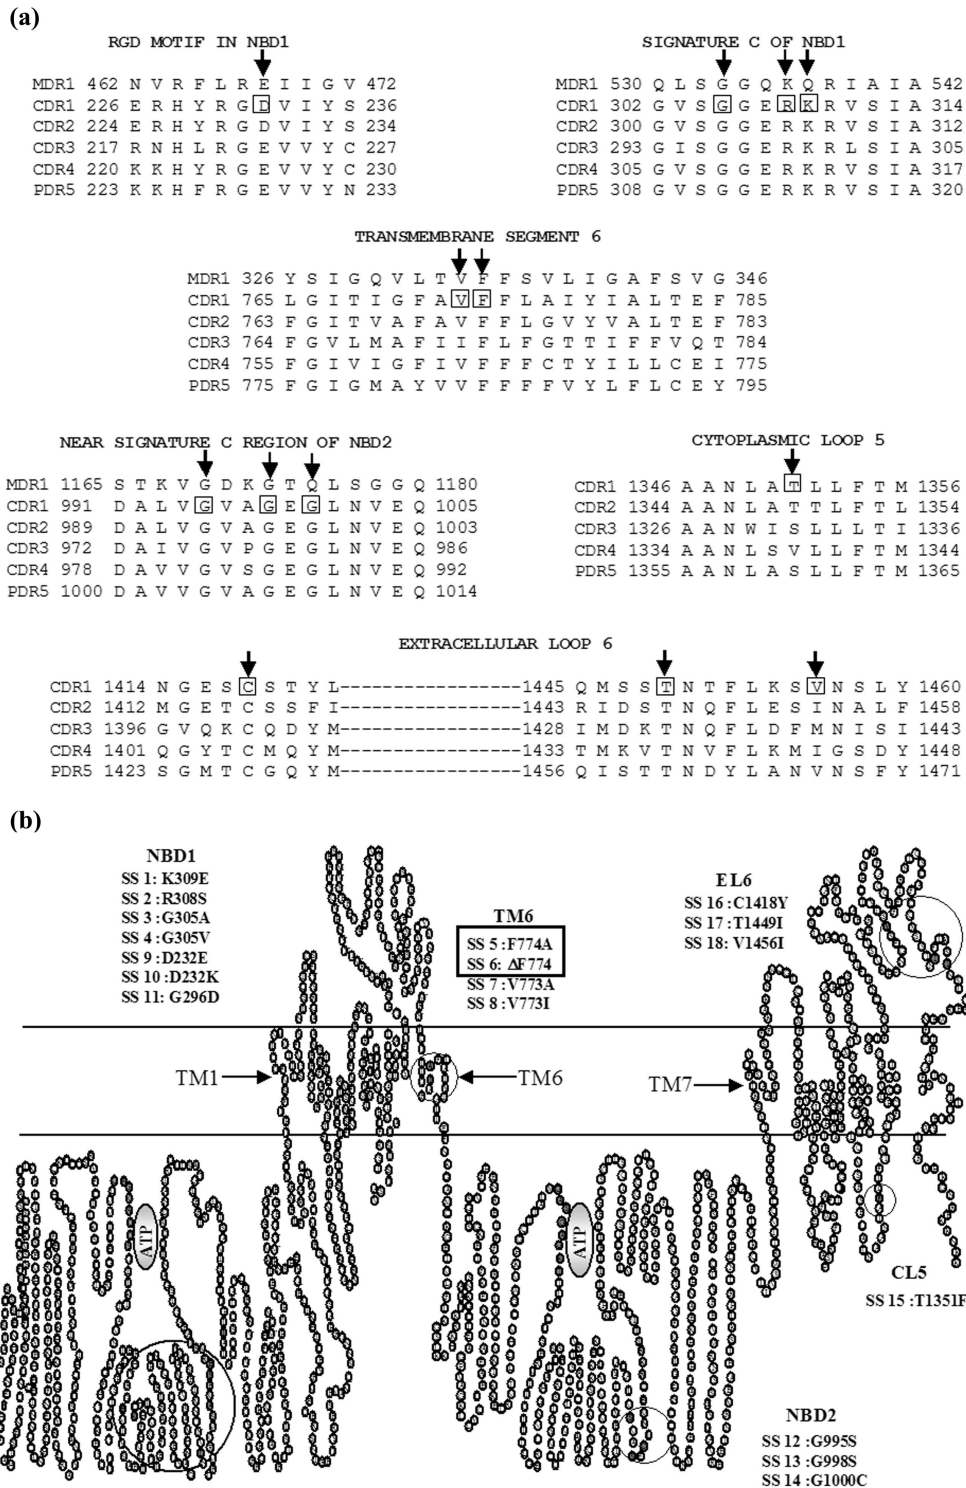 (a)
RGD MOTIF IN NBD1
MDR1 462 N V R F L R E I I G V 472
CDR1 226 E R H Y R G D V I Y S 236
CDR2 224 E R H Y R G D V I Y S 234
CDR3 217 R N H L R G E V V Y C 227
CDR4 220 K K H F R G E V V Y C 230
PDR5 223 K K H F R G E V V Y N 233
SIGNATURE C OF NBD1
MDR1 530 Q L S G G Q K Q R I A I A 542
CDR1 302 G V S G G E R K R V S I A 314
CDR2 300 G V S G G E R K R V S I A 312
CDR3 293 G I S G G E R K R L S I A 305
CDR4 305 G V S G G E R K R V S I A 317
PDR5 308 G V S G G E R K R V S I A 320
TRANSMEMBRANE SEGMENT 6
MDR1 326 Y S I G Q V L T V F F S V L I G A F S V G 346
CDR1 765 L G I T I G F A V F F L A I Y I A L T E F 785
CDR2 763 F G I T V A F A V F F L G V Y V A L T E F 783
CDR3 764 F G V L M A F I I F L F G T T I F F V Q T 784
CDR4 755 F G I V I G F I V F F F C T Y I L L C E I 775
PDR5 775 F G I G M A Y V V F F F F V Y L F L C E Y 795
NEAR SIGNATURE C REGION OF NBD2
MDR1 1165 S T K V G D K G T Q L S G G Q 1180
CDR1 991 D A L V G V A G E G L N V E Q 1005
CDR2 989 D A L V G V A G E G L N V E Q 1003
CDR3 972 D A I V G V P G E G L N V E Q 986
CDR4 978 D A V V G V S G E G L N V E Q 992
PDR5 1000 D A V V G V A G E G L N V E Q 1014
CYTOPLASMIC LOOP 5
CDR1 1346 A A N L A T L L F T M 1356
CDR2 1344 A A N L A T T L F T L 1354
CDR3 1326 A A N W I S L L L T I 1336
CDR4 1334 A A N L S V L L F T M 1344
PDR5 1355 A A N L A S L L F T M 1365
EXTRACELLULAR LOOP 6
CDR1 1414 N G E S C S T Y L----------------1445 Q M S S T N T F L K S V N S L Y 1460
CDR2 1412 M G E T C S S F I----------------1443 R I D S T N Q F L E S I N A L F 1458
CDR3 1396 G V Q K C Q D Y M----------------1428 I M D K T N Q F L D F M N I S I 1443
CDR4 1401 Q G Y T C M Q Y M----------------1433 T M K V T N V F L K M I G S D Y 1448
PDR5 1423 S G M T C G Q Y M----------------1456 Q I S T T N D Y L A N V N S F Y 1471
(b)
NBD1
SS 1: K309E
SS 2 :R308S
SS 3 :G305A
SS 4 :G305V
SS 9 :D232E
SS 10 :D232K
SS 11: G296D
TM6
SS 5 :F774A
SS 6: ΔF774
SS 7 :V773A
SS 8 :V773I
EL6
SS 16 :C1418Y
SS 17 :T1449I
SS 18: V1456I
TM1
TM6
TM7
ATP
ATP
CL5
SS 15 :T1351F
NBD2
SS 12 :G995S
SS 13 :G998S
SS 14 :G1000C